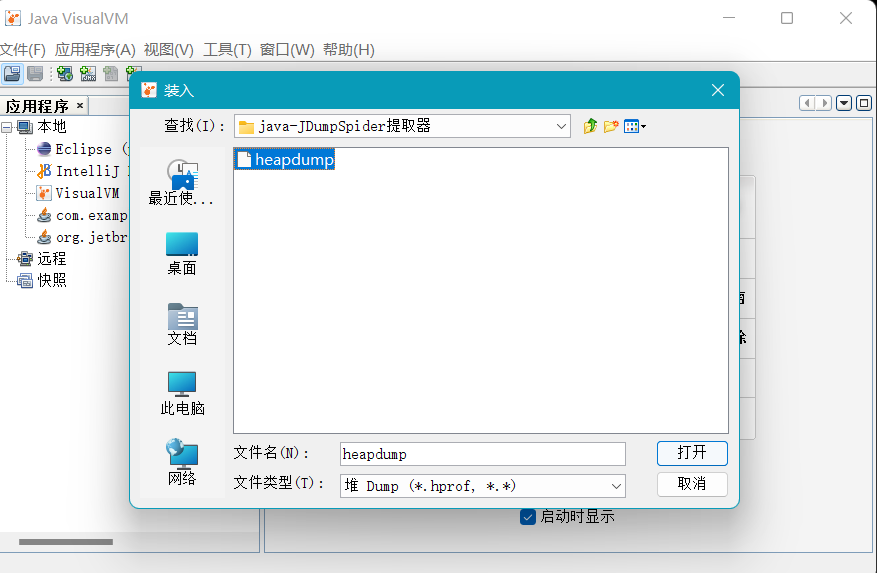 Java VisualVM
文件(F) 应用程序(A) 视图(V) 工具(T) 窗口(W) 帮助(H)
应用程序
本地
Eclipse
IntelliJ
VisualVM
com.examp
org.jetbr
远程
快照
装入
查找(I):
java-JDumpSpider提取器
heapdump
最近使...
桌面
文档
此电脑
网络
文件名(N):
heapdump
打开
文件类型(T):
堆 Dump (*.hprof, *.*)
取消
启动时显示